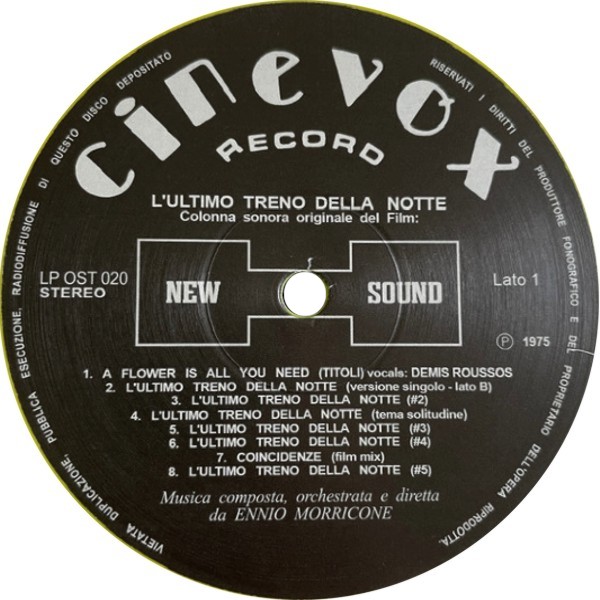 cinevox
RECORD
L'ULTIMO TRENO DELLA NOTTE
Colonna sonora originale del Film:
LP OST 020
STEREO
NEW SOUND
Lato 1
Ⓟ 1975
1. A FLOWER IS ALL YOU NEED (TITOLI) vocals: DEMIS ROUSSOS
2. L'ULTIMO TRENO DELLA NOTTE (versione singolo - lato B)
3. L'ULTIMO TRENO DELLA NOTTE (#2)
4. L'ULTIMO TRENO DELLA NOTTE (tema solitudine)
5. L'ULTIMO TRENO DELLA NOTTE (#3)
6. L'ULTIMO TRENO DELLA NOTTE (#4)
7. COINCIDENZE (film mix)
8. L'ULTIMO TRENO DELLA NOTTE (#5)
Musica composta, orchestrata e diretta
da ENNIO MORRICONE
RISERVATI I DIRITTI DEL PRODUTTORE FONOGRAFICO E DEL PROPRIETARIO DELL'OPERA RIPRODOTTA.
VIETATA DUPLICAZIONE, PUBBLICA ESECUZIONE, RADIODIFFUSIONE DI QUESTO DISCO DEPOSITATO